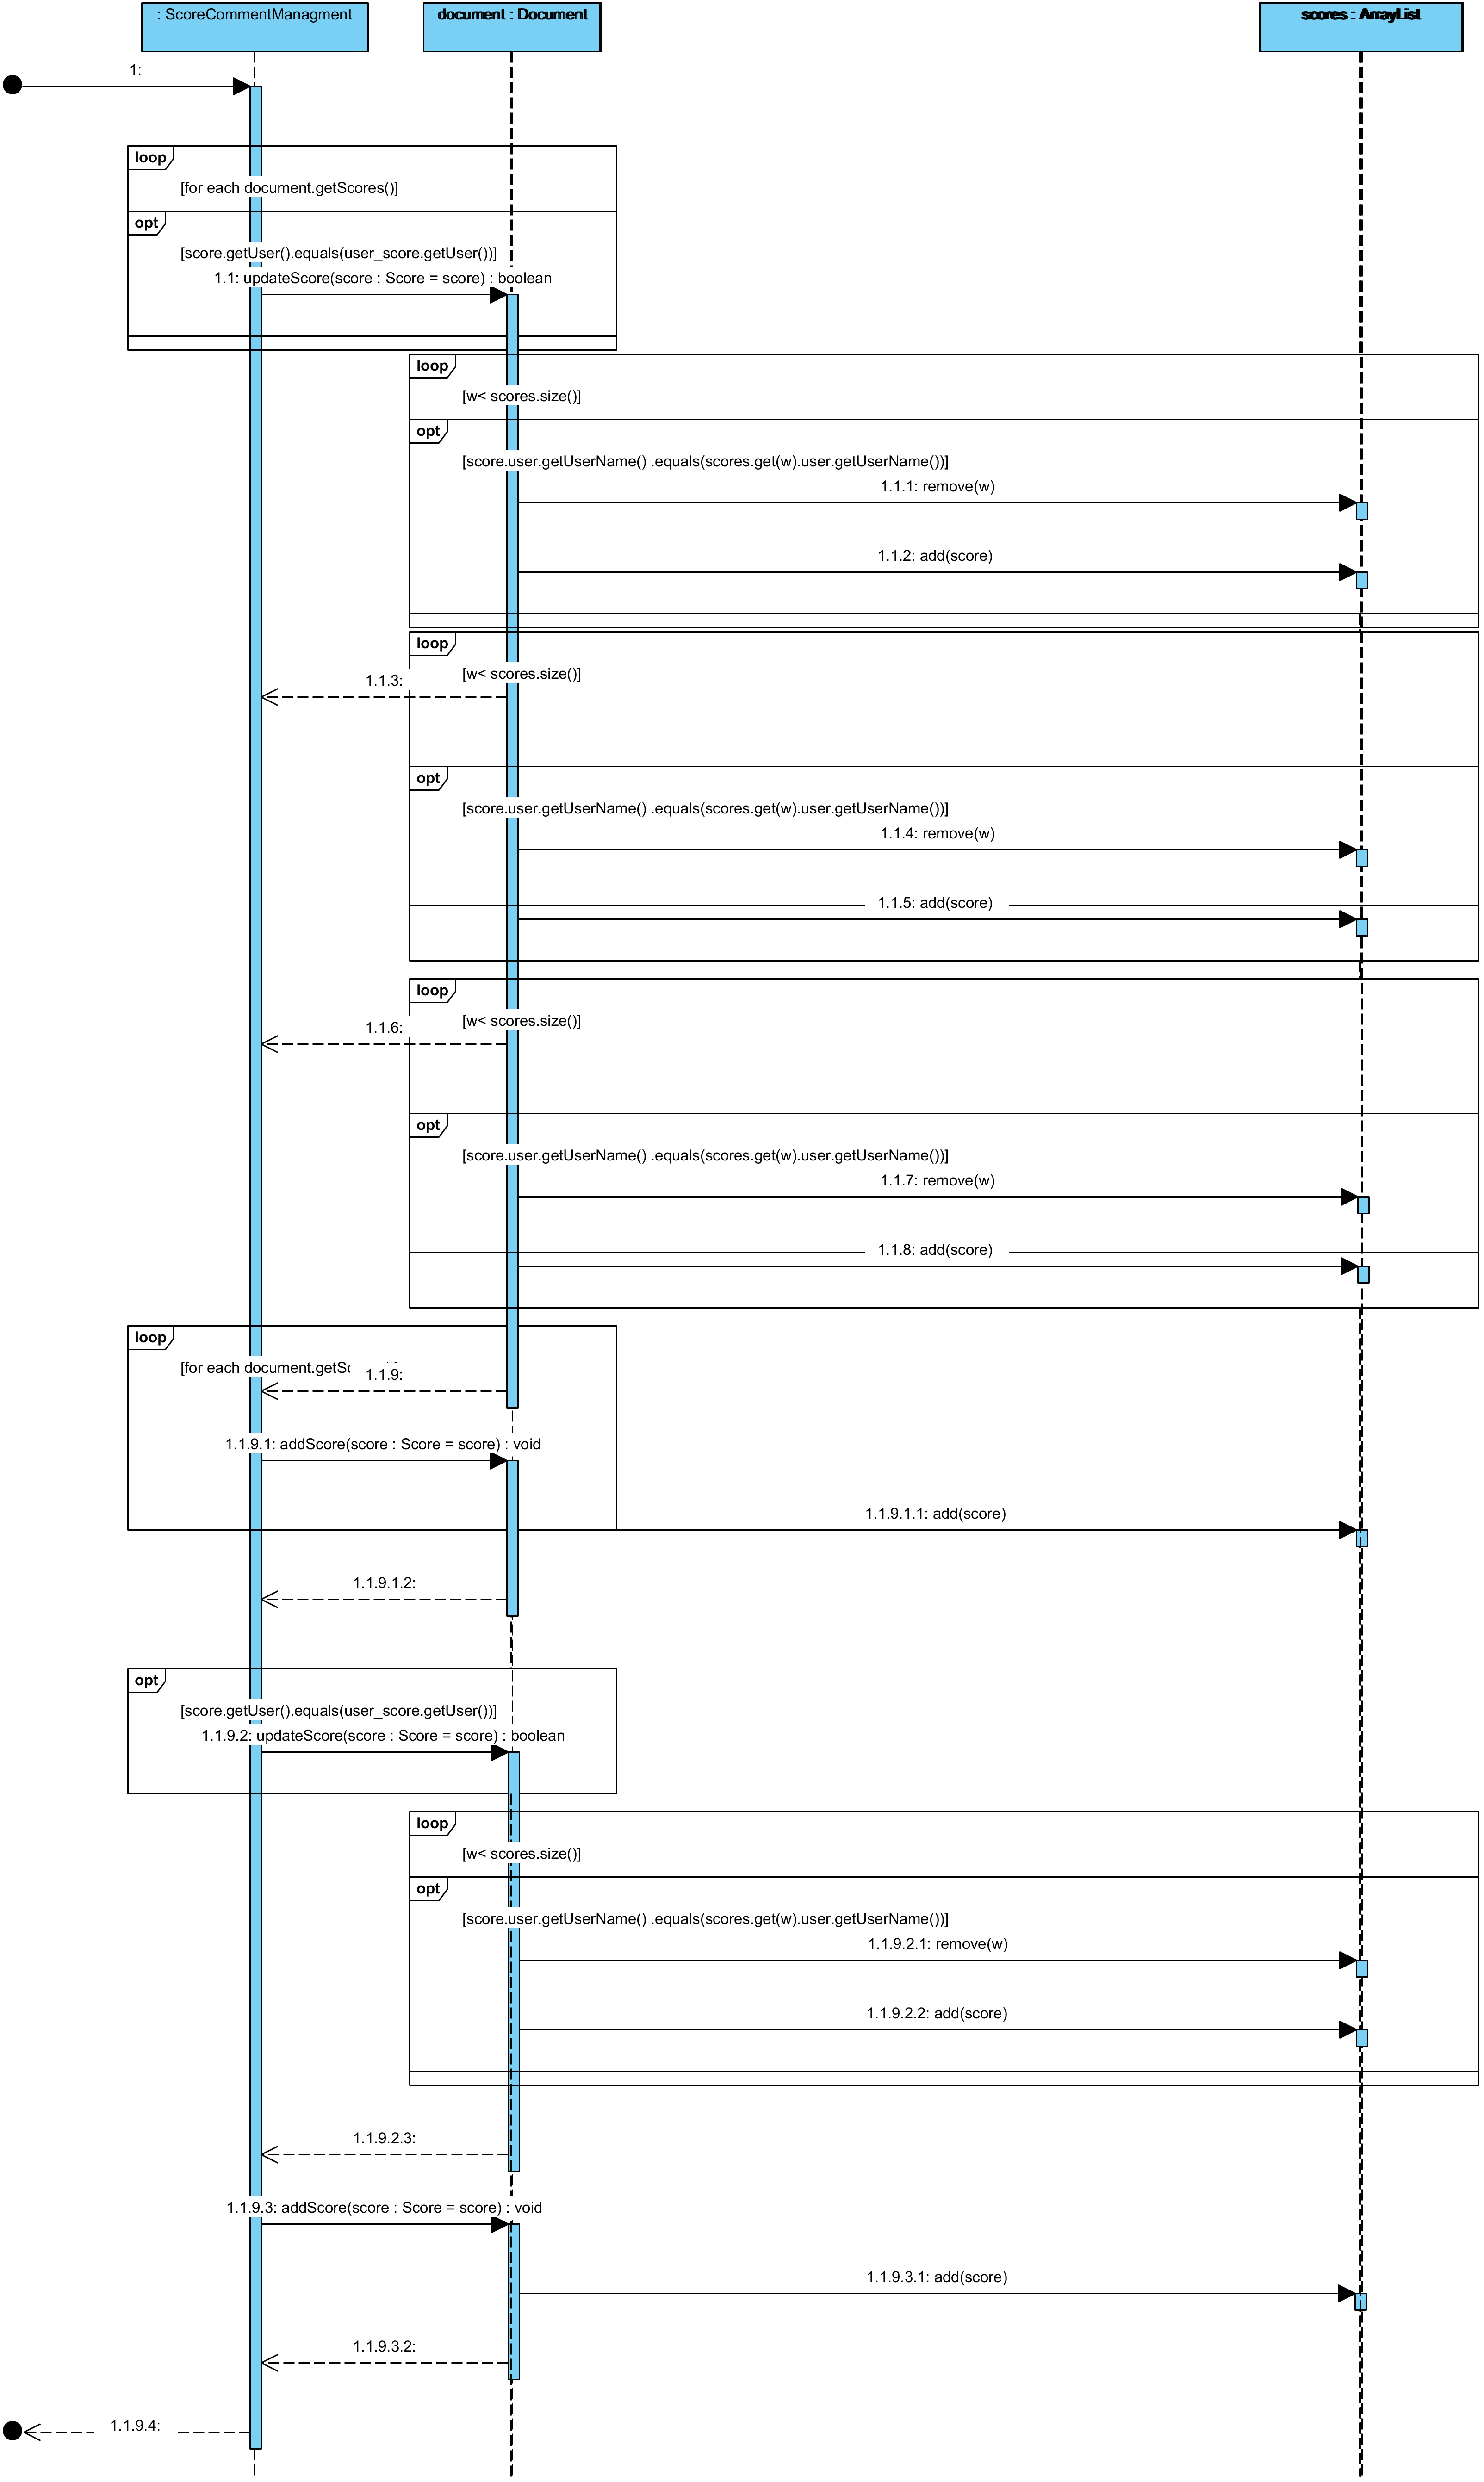 : ScoreCommentManagment
document : Document
scores : ArrayList
1:
loop
[for each document.getScores()]
opt
[score.getUser().equals(user_score.getUser())]
1.1: updateScore(score : Score = score) : boolean
loop
[w< scores.size()]
opt
[score.user.getUserName() .equals(scores.get(w).user.getUserName())]
1.1.1: remove(w)
1.1.2: add(score)
loop
[w< scores.size()]
1.1.3:
opt
[score.user.getUserName() .equals(scores.get(w).user.getUserName())]
1.1.4: remove(w)
1.1.5: add(score)
loop
[w< scores.size()]
1.1.6:
opt
[score.user.getUserName() .equals(scores.get(w).user.getUserName())]
1.1.7: remove(w)
1.1.8: add(score)
loop
[for each
1.1.9:
1.1.9.1: addScore(score : Score = score) : void
1.1.9.1.1: add(score)
1.1.9.1.2:
opt
[score.getUser().equals(user_score.getUser())]
1.1.9.2: updateScore(score : Score = score) : boolean
loop
[w< scores.size()]
opt
[score.user.getUserName() .equals(scores.get(w).user.getUserName())]
1.1.9.2.1: remove(w)
1.1.9.2.2: add(score)
1.1.9.2.3:
1.1.9.3: addScore(score : Score = score) : void
1.1.9.3.1: add(score)
1.1.9.3.2:
1.1.9.4: